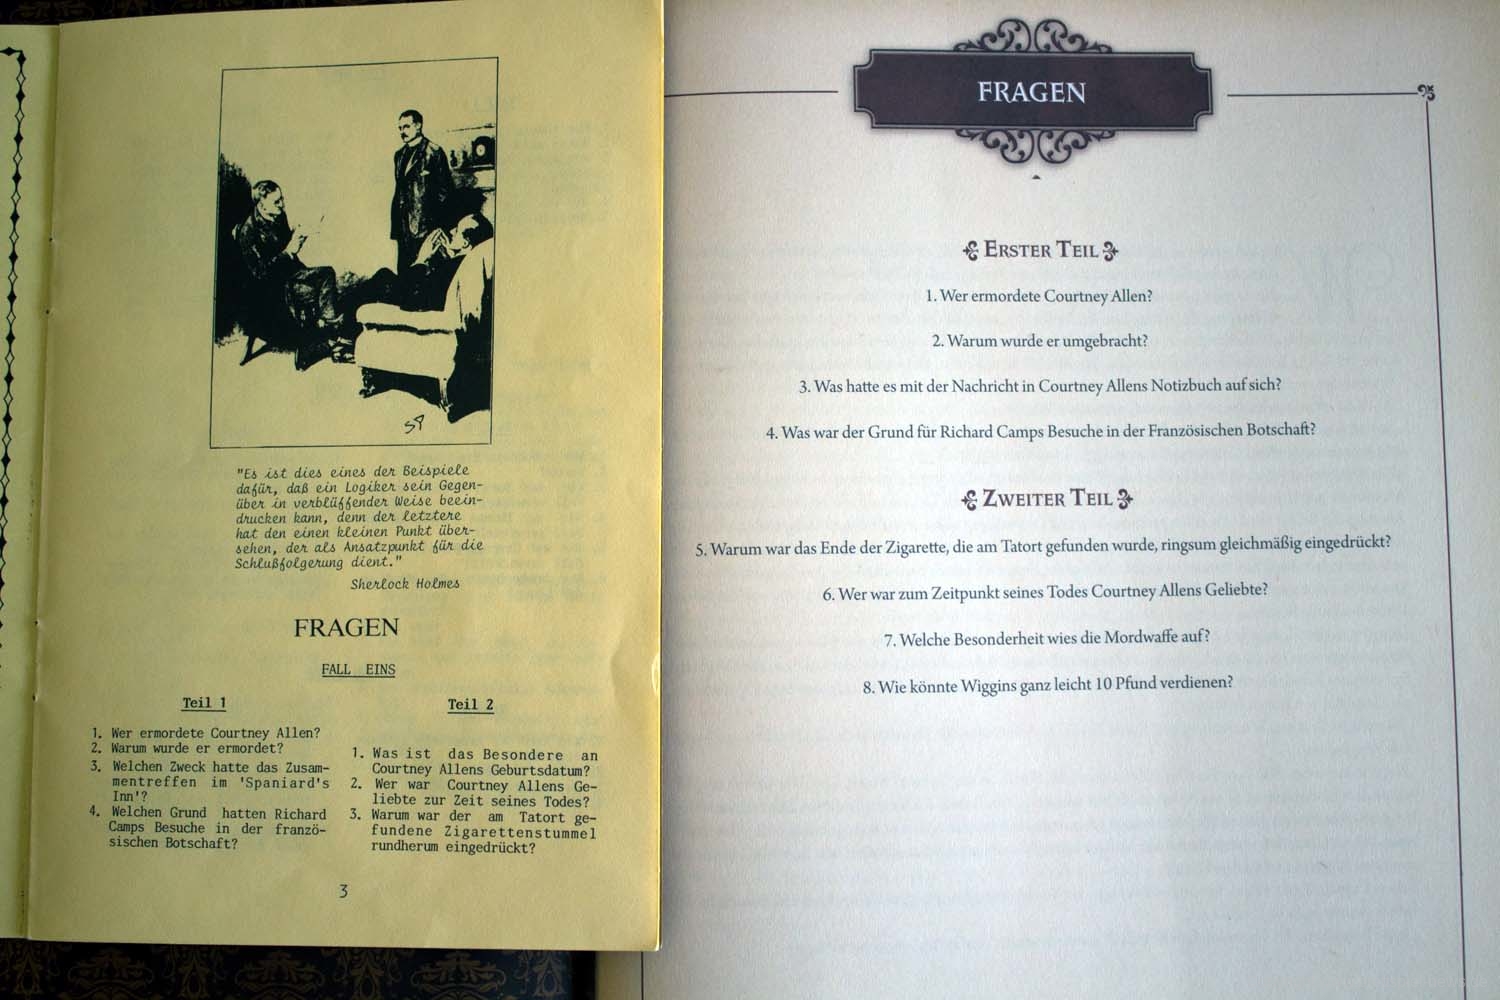 SP
"Es ist dies eines der Beispiele
dafür, daß ein Logiker sein Gegen-
über in verblüffender Weise beein-
drucken kann, denn der letztere
hat den einen kleinen Punkt über-
sehen, der als Ansatzpunkt für die
Schlußfolgerung dient."
Sherlock Holmes
FRAGEN
FALL EINS
Teil 1
1. Wer ermordete Courtney Allen?
2. Warum wurde er ermordet?
3. Welchen Zweck hatte das Zusam-
mentreffen im 'Spaniard's
Inn'?
4. Welchen Grund hatten Richard
Camps Besuche in der franzö-
sischen Botschaft?
Teil 2
1. Was ist das Besondere an
Courtney Allens Geburtsdatum?
2. Wer war Courtney Allens Ge-
liebte zur Zeit seines Todes?
3. Warum war der am Tatort ge-
fundene Zigarettenstummel
rundherum eingedrückt?
3
FRAGEN
ERSTER TEIL
1. Wer ermordete Courtney Allen?
2. Warum wurde er umgebracht?
3. Was hatte es mit der Nachricht in Courtney Allens Notizbuch auf sich?
4. Was war der Grund für Richard Camps Besuche in der Französischen Botschaft?
ZWEITER TEIL
5. Warum war das Ende der Zigarette, die am Tatort gefunden wurde, ringsum gleichmäßig eingedrückt?
6. Wer war zum Zeitpunkt seines Todes Courtney Allens Geliebte?
7. Welche Besonderheit wies die Mordwaffe auf?
8. Wie könnte Wiggins ganz leicht 10 Pfund verdienen?